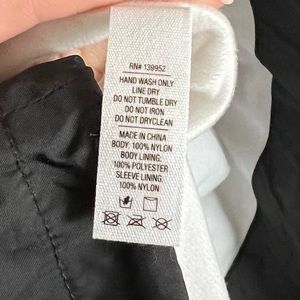 RN# 139952
HAND WASH ONLY
LINE DRY
DO NOT TUMBLE DRY
DO NOT IRON
DO NOT DRYCLEAN
MADE IN CHINA
BODY: 100% NYLON
BODY LINING:
100% POLYESTER
SLEEVE LINING:
100% NYLON